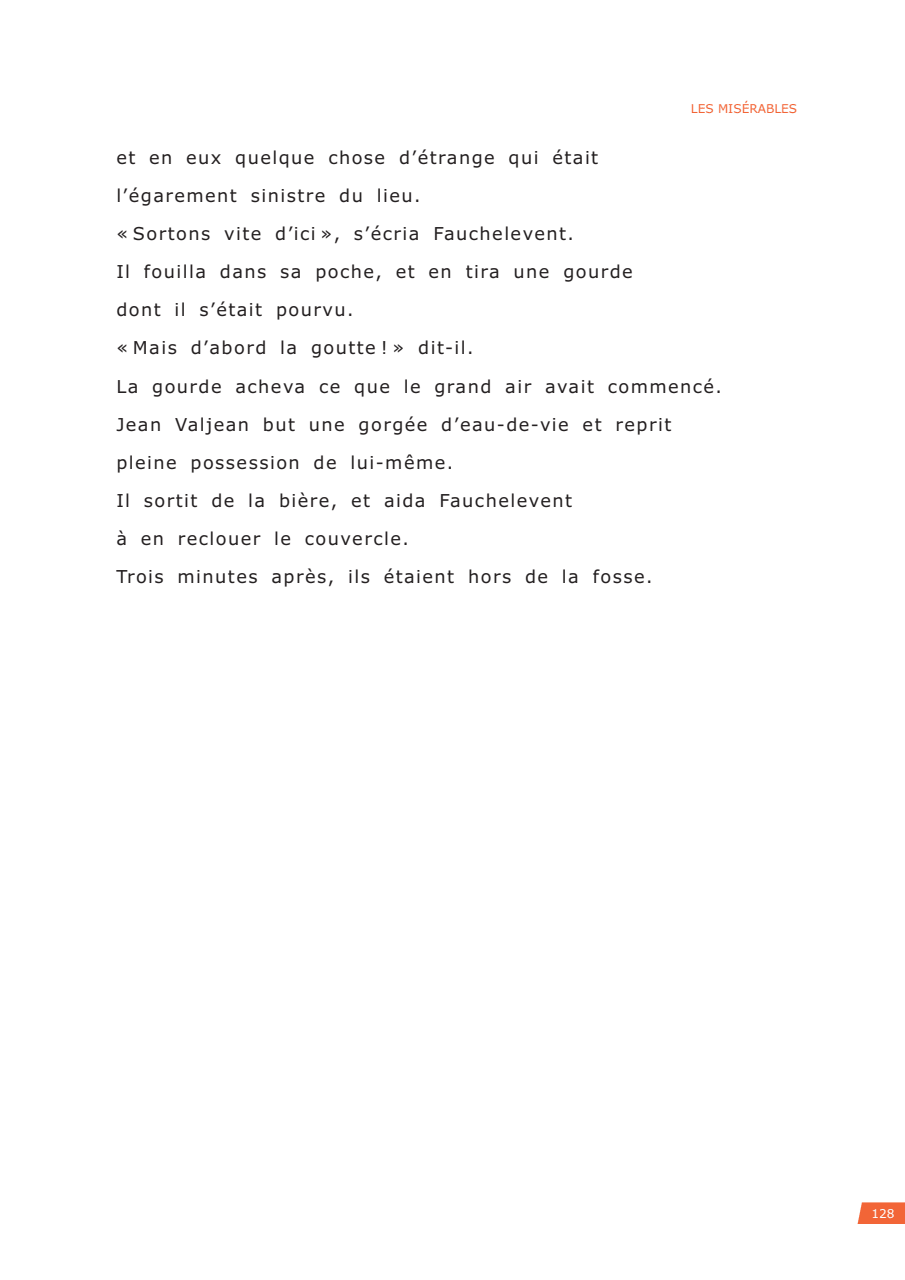 LES MISÉRABLES
et en eux quelque chose d’étrange qui était
l’égarement sinistre du lieu.
« Sortons vite d’ici », s’écria Fauchelevent.
Il fouilla dans sa poche, et en tira une gourde
dont il s’était pourvu.
« Mais d’abord la goutte ! » dit-il.
La gourde acheva ce que le grand air avait commencé.
Jean Valjean but une gorgée d’eau-de-vie et reprit
pleine possession de lui-même.
Il sortit de la bière, et aida Fauchelevent
à en reclouer le couvercle.
Trois minutes après, ils étaient hors de la fosse.
128